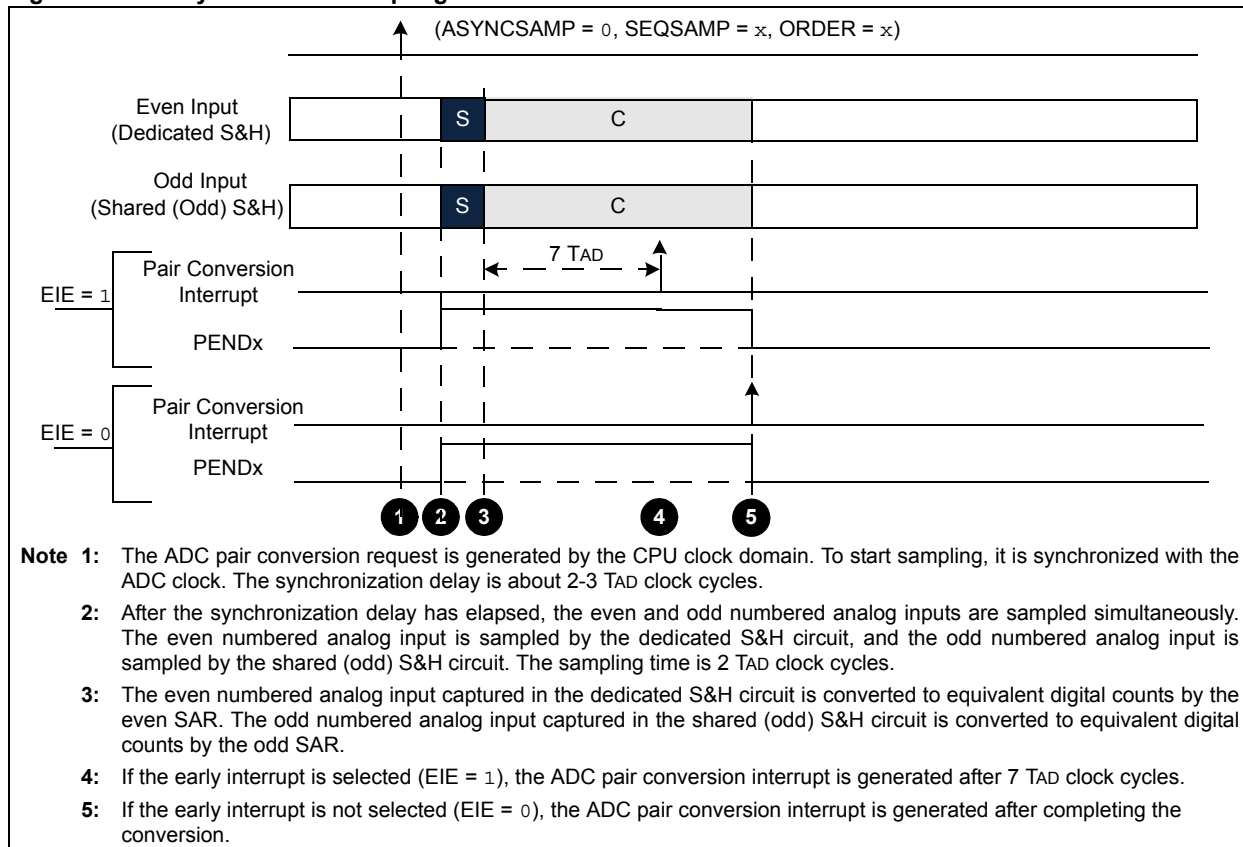 (ASYNCSAMP = 0, SEQSAMP = x, ORDER = x)
Even Input
(Dedicated S&H)
S
C
Odd Input
(Shared (Odd) S&H)
S
C
7 TAD
Pair Conversion
Interrupt
EIE = 1
PENDx
Pair Conversion
Interrupt
EIE = 0
PENDx
1 2 3 4 5
Note 1: The ADC pair conversion request is generated by the CPU clock domain. To start sampling, it is synchronized with the
ADC clock. The synchronization delay is about 2-3 TAD clock cycles.
2: After the synchronization delay has elapsed, the even and odd numbered analog inputs are sampled simultaneously.
The even numbered analog input is sampled by the dedicated S&H circuit, and the odd numbered analog input is
sampled by the shared (odd) S&H circuit. The sampling time is 2 TAD clock cycles.
3: The even numbered analog input captured in the dedicated S&H circuit is converted to equivalent digital counts by the
even SAR. The odd numbered analog input captured in the shared (odd) S&H circuit is converted to equivalent digital
counts by the odd SAR.
4: If the early interrupt is selected (EIE = 1), the ADC pair conversion interrupt is generated after 7 TAD clock cycles.
5: If the early interrupt is not selected (EIE = 0), the ADC pair conversion interrupt is generated after completing the
conversion.